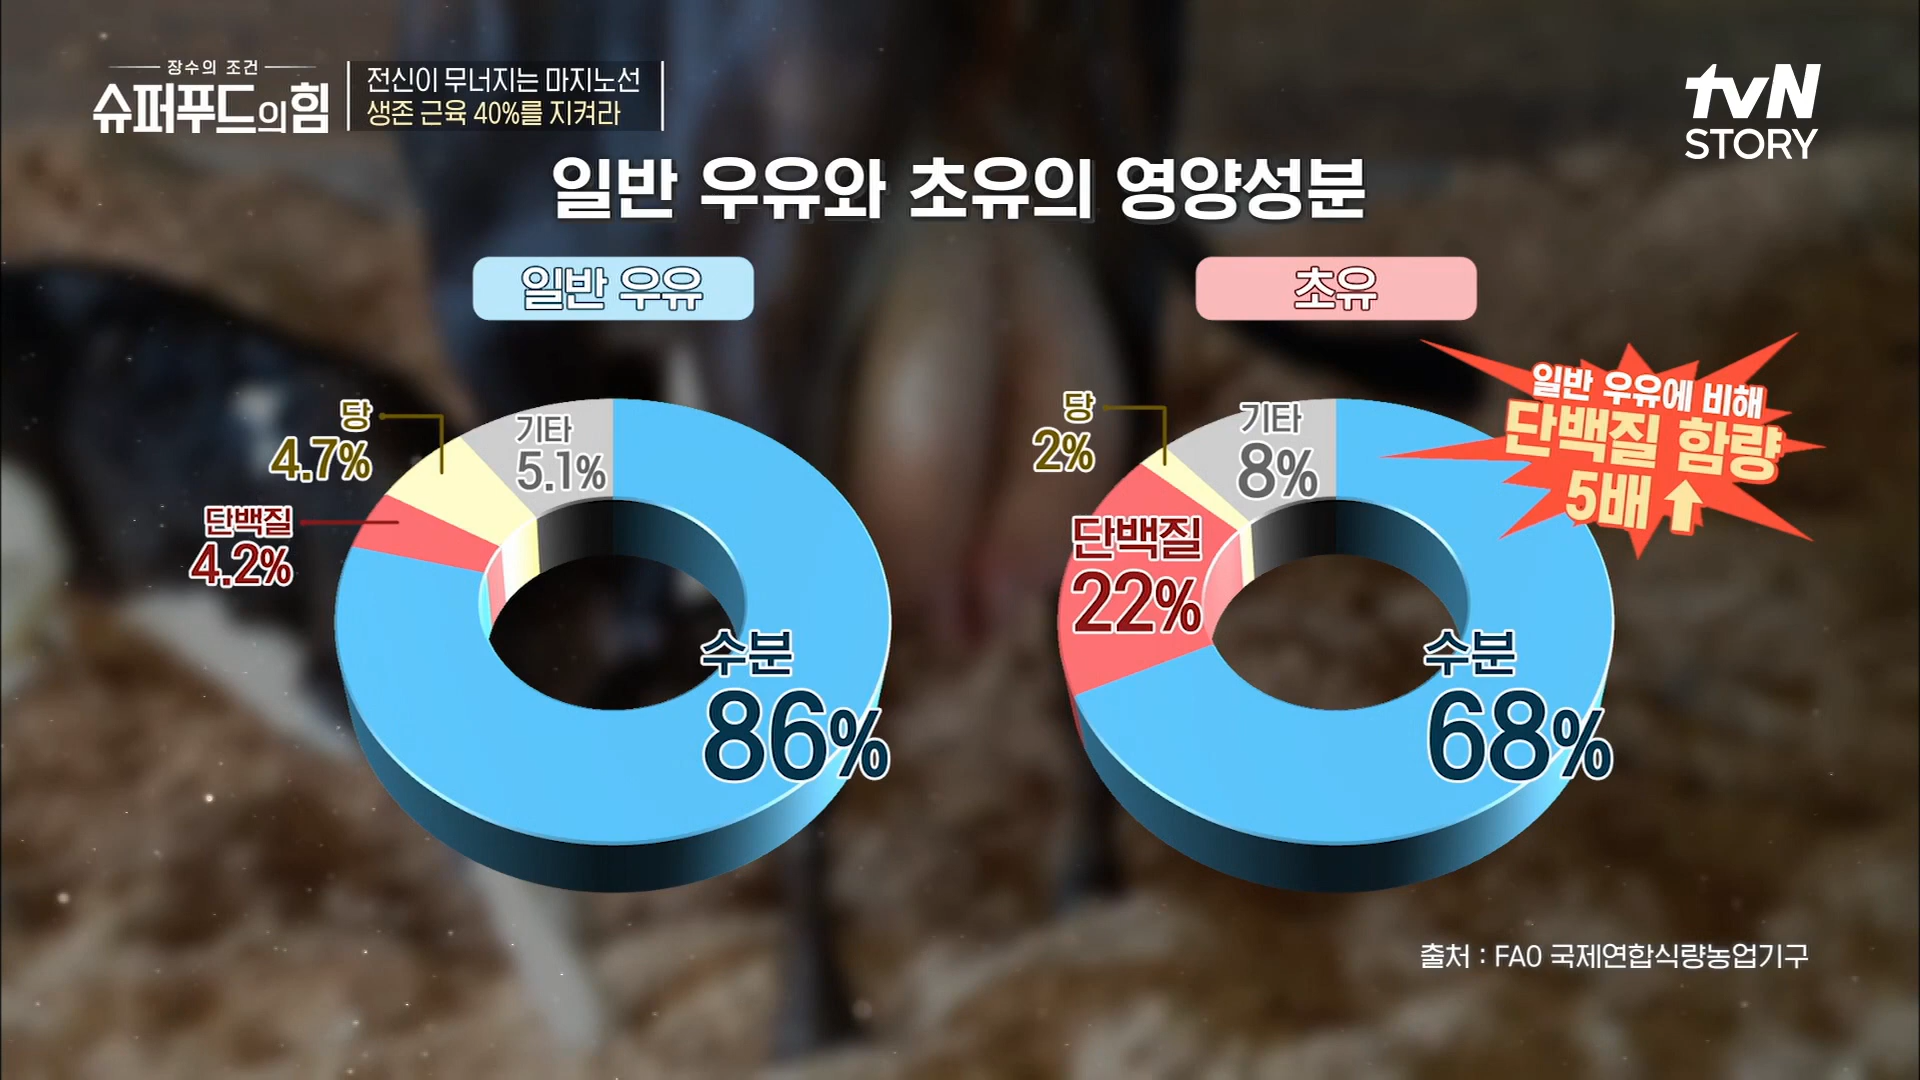 장수의 조건
슈퍼푸드의 힘
전신이 무너지는 마지노선
생존 근육 40%를 지켜라
tvN
STORY
일반 우유와 초유의 영양성분
일반 우유
당
4.7%
기타
5.1%
단백질
4.2%
수분
86%
초유
당
2%
기타
8%
단백질
22%
수분
68%
일반 우유에 비해
단백질 함량
5배
출처 : FAO 국제연합식량농업기구